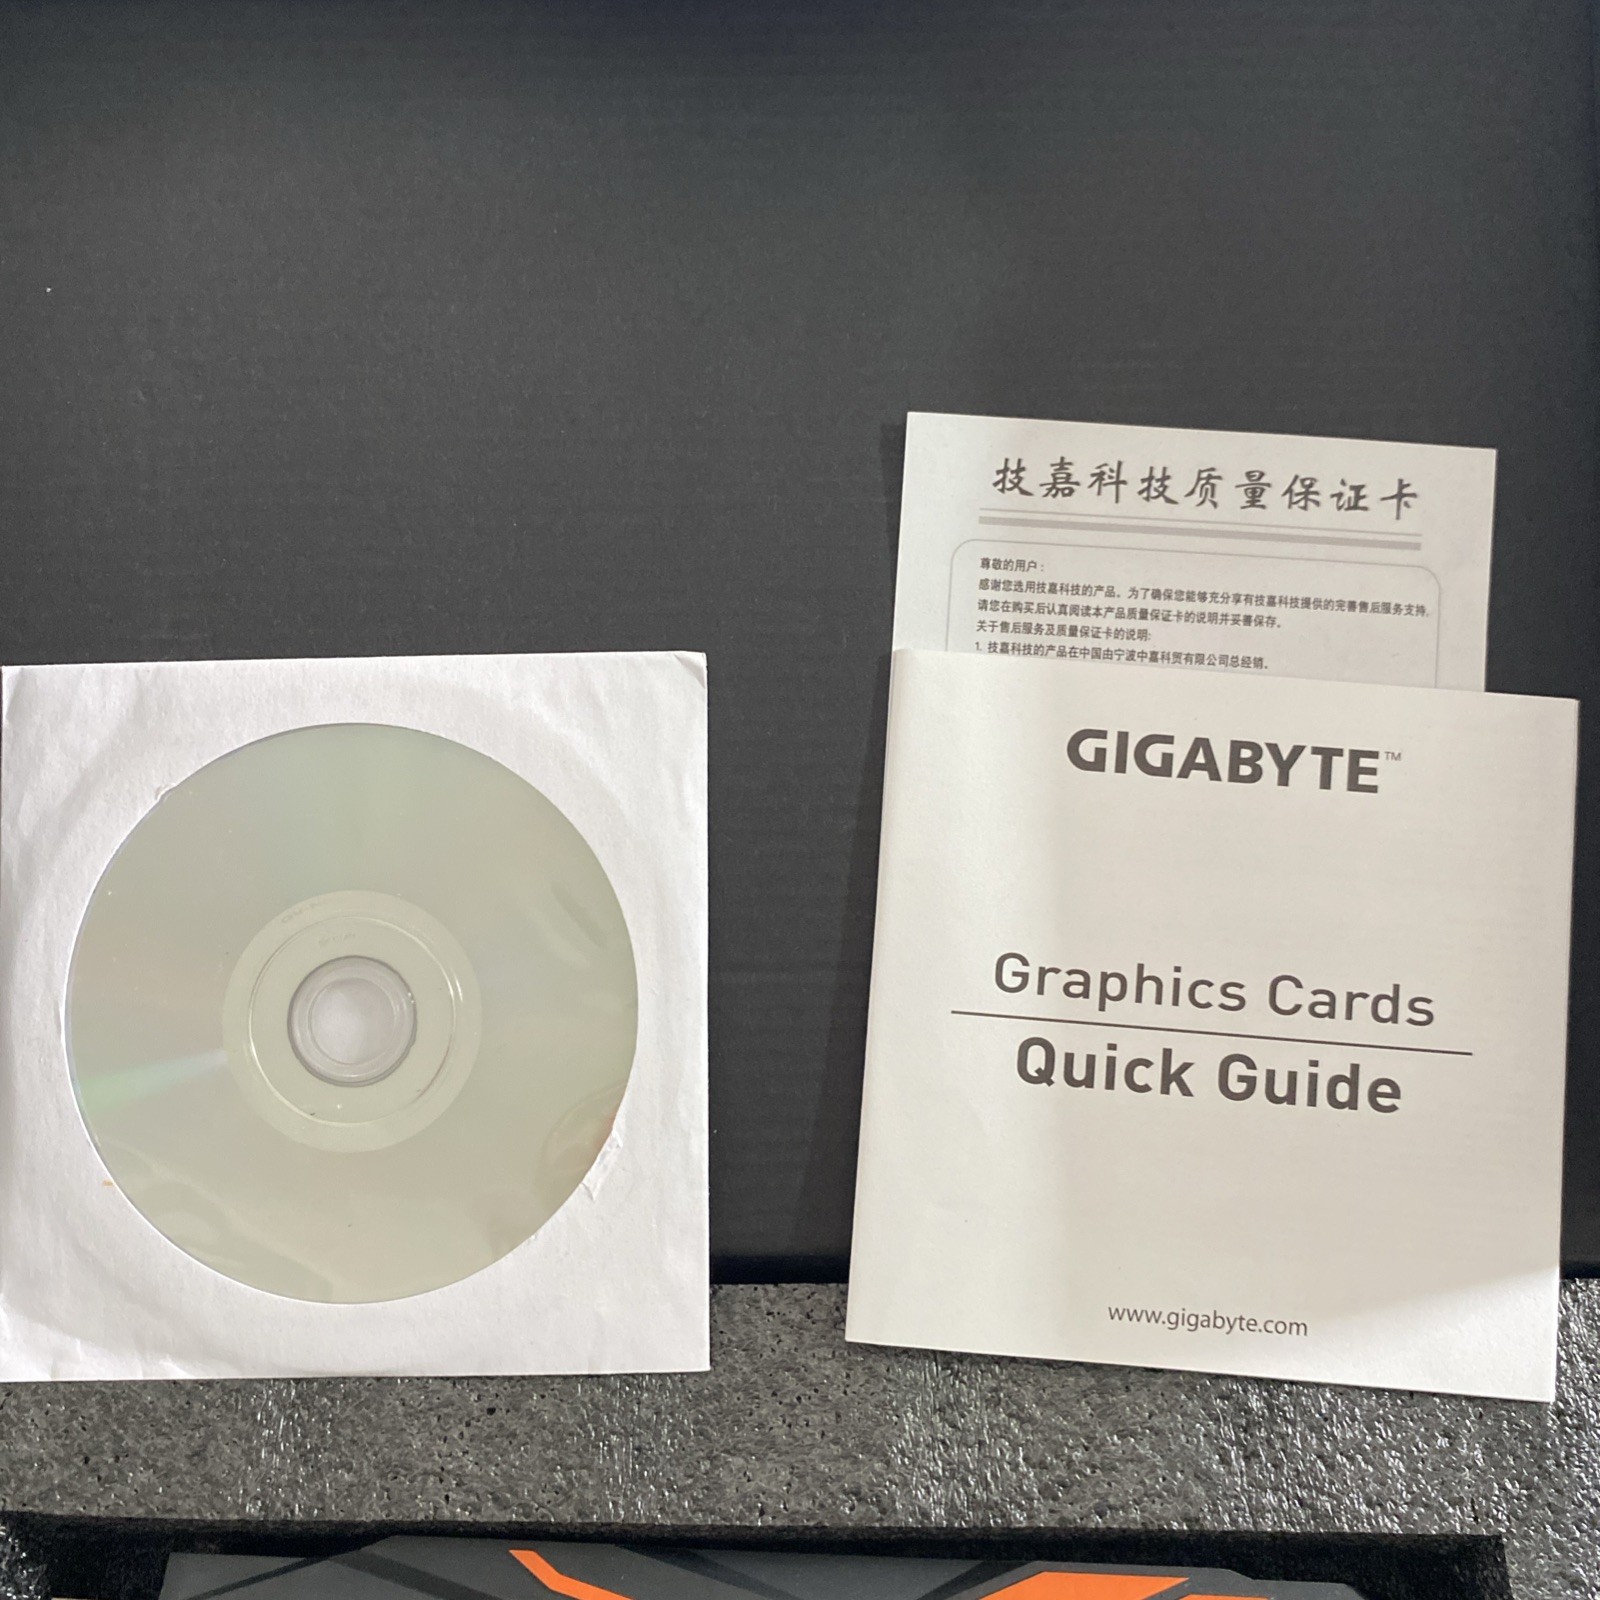 技嘉科技质量保证卡
尊敬的用户：
感谢您选用技嘉科技的产品。为了确保您能够充分享有技嘉科技提供的完善售后服务支持,
请您在购买后认真阅读本产品质量保证卡的说明并妥善保存。
关于售后服务及质量保证卡的说明:
1. 技嘉科技的产品在中国由宁波中嘉科贸有限公司总经销。
GIGABYTE™
Graphics Cards
Quick Guide
www.gigabyte.com